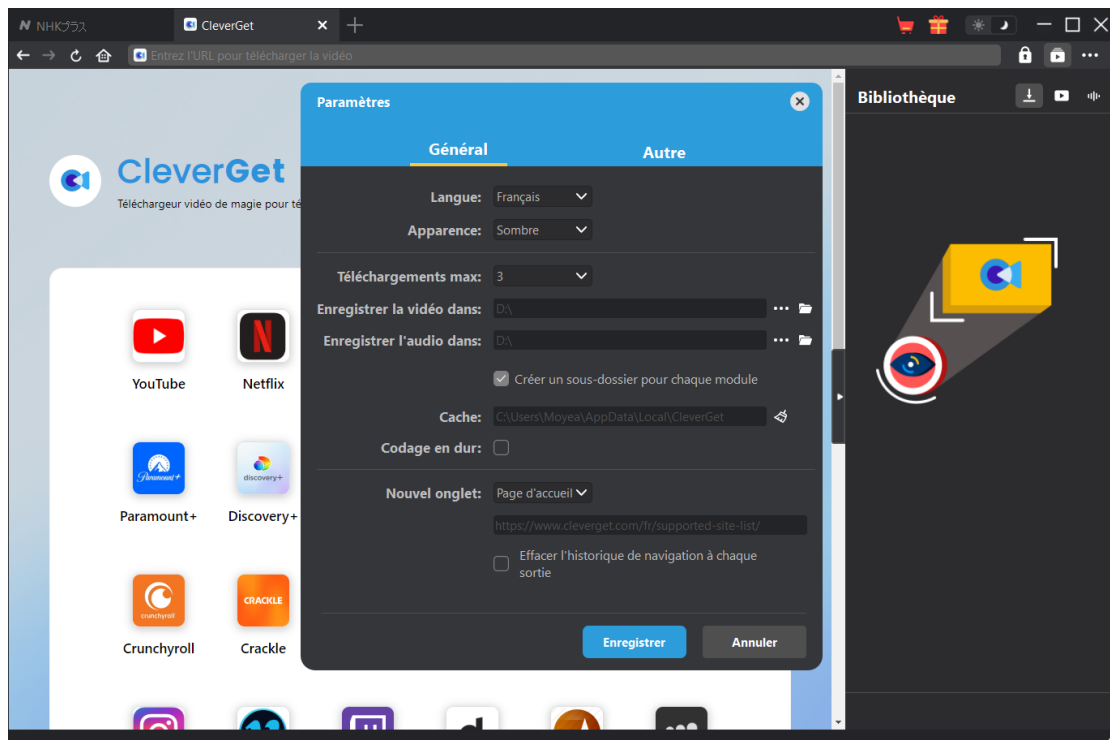 NHKプラス
CleverGet
Entrez l'URL pour télécharger la vidéo
Bibliothèque
CleverGet
Téléchargeur vidéo de magie pour té
YouTube
Netflix
Paramount+
discovery+
Paramount+
Discovery+
crunchyroll
CRACKLE
Crunchyroll
Crackle
Paramètres
Général
Autre
Langue: Français
Apparence: Sombre
Téléchargements max: 3
Enregistrer la vidéo dans: D:\
Enregistrer l'audio dans: D:\
Créer un sous-dossier pour chaque module
Cache: C:\Users\Moyea\AppData\Local\CleverGet
Codage en dur:
Nouvel onglet: Page d'accueil
https://www.cleverget.com/fr/supported-site-list/
Effacer l'historique de navigation à chaque
sortie
Enregistrer
Annuler